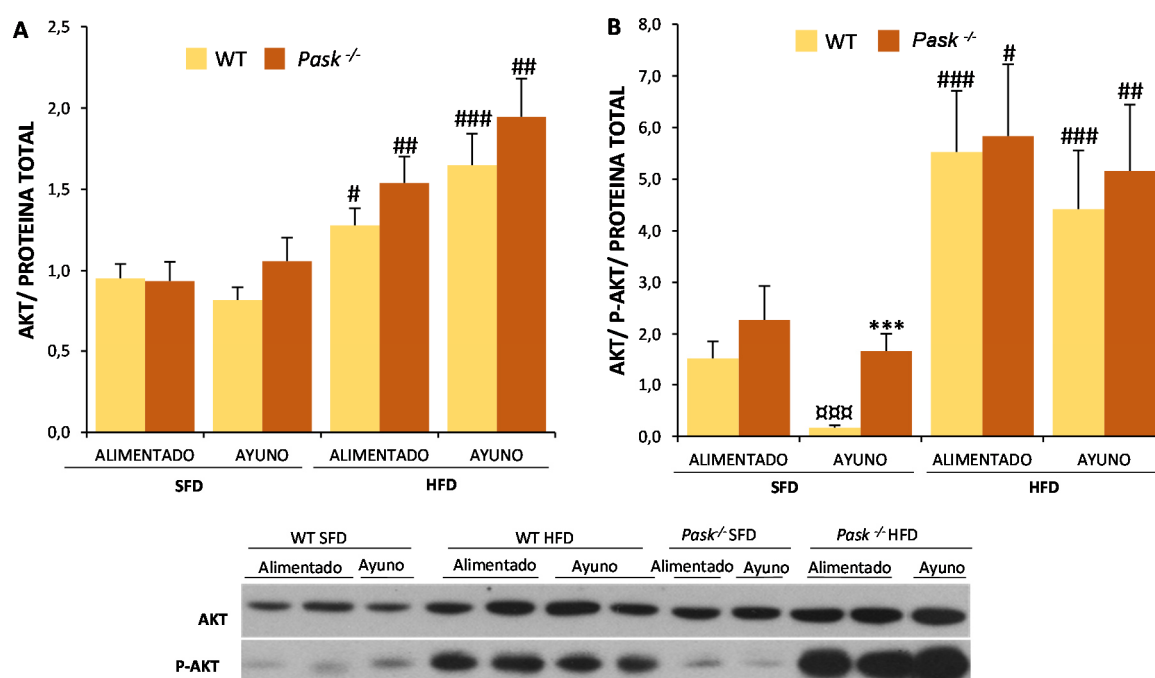 A
AKT/ PROTEINA TOTAL
2,5
2,0
1,5
1,0
0,5
0,0
WT Pask -/-
# ## ### ##
ALIMENTADO AYUNO ALIMENTADO AYUNO
SFD HFD
B
AKT/ P-AKT/ PROTEINA TOTAL
8,0
7,0
6,0
5,0
4,0
3,0
2,0
1,0
0,0
WT Pask -/-
¤¤¤ *** ### # ### ##
ALIMENTADO AYUNO ALIMENTADO AYUNO
SFD HFD
WT SFD WT HFD Pask-/- SFD Pask -/- HFD
Alimentado Ayuno Alimentado Ayuno Alimentado Ayuno Alimentado Ayuno
AKT
P-AKT